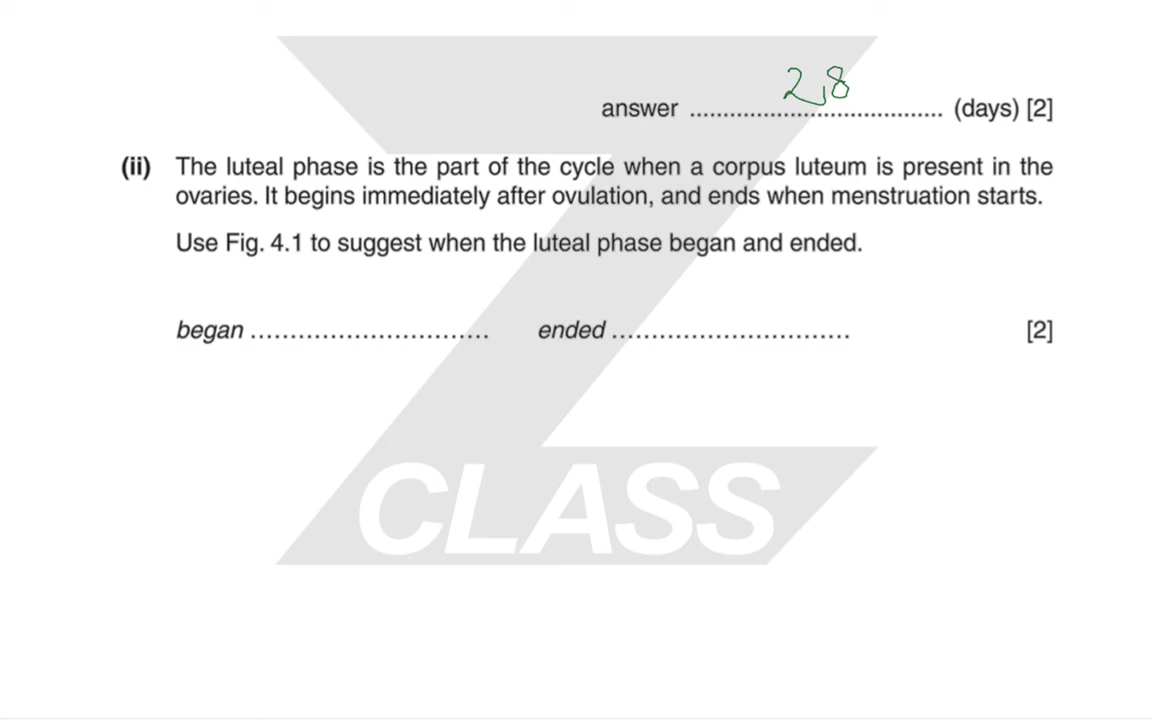 answer ...................................... (days) [2]
2,8
(ii) The luteal phase is the part of the cycle when a corpus luteum is present in the
ovaries. It begins immediately after ovulation, and ends when menstruation starts.
Use Fig. 4.1 to suggest when the luteal phase began and ended.
began .............................. ended .............................. [2]
CLASS